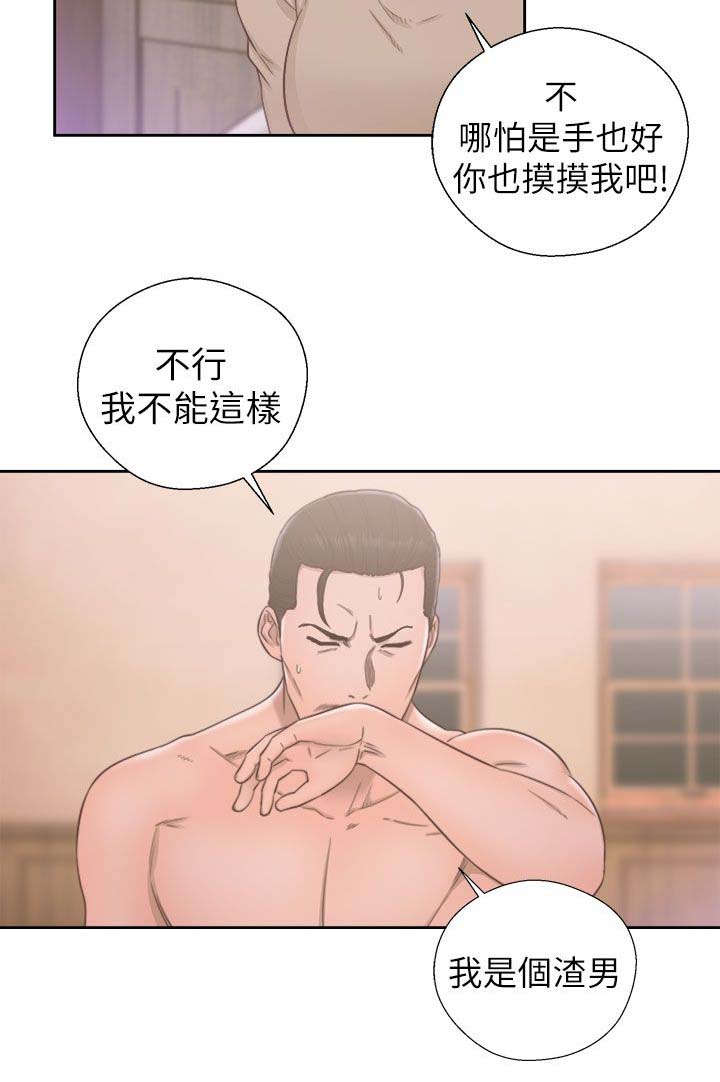 不
哪怕是手也好
你也摸摸我吧!
不行
我不能這樣
我是個渣男